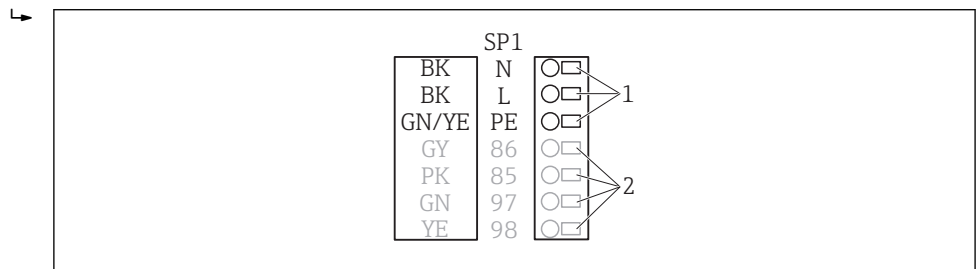 SP1
BK N
BK L 1
GN/YE PE
GY 86
PK 85 2
GN 97
YE 98